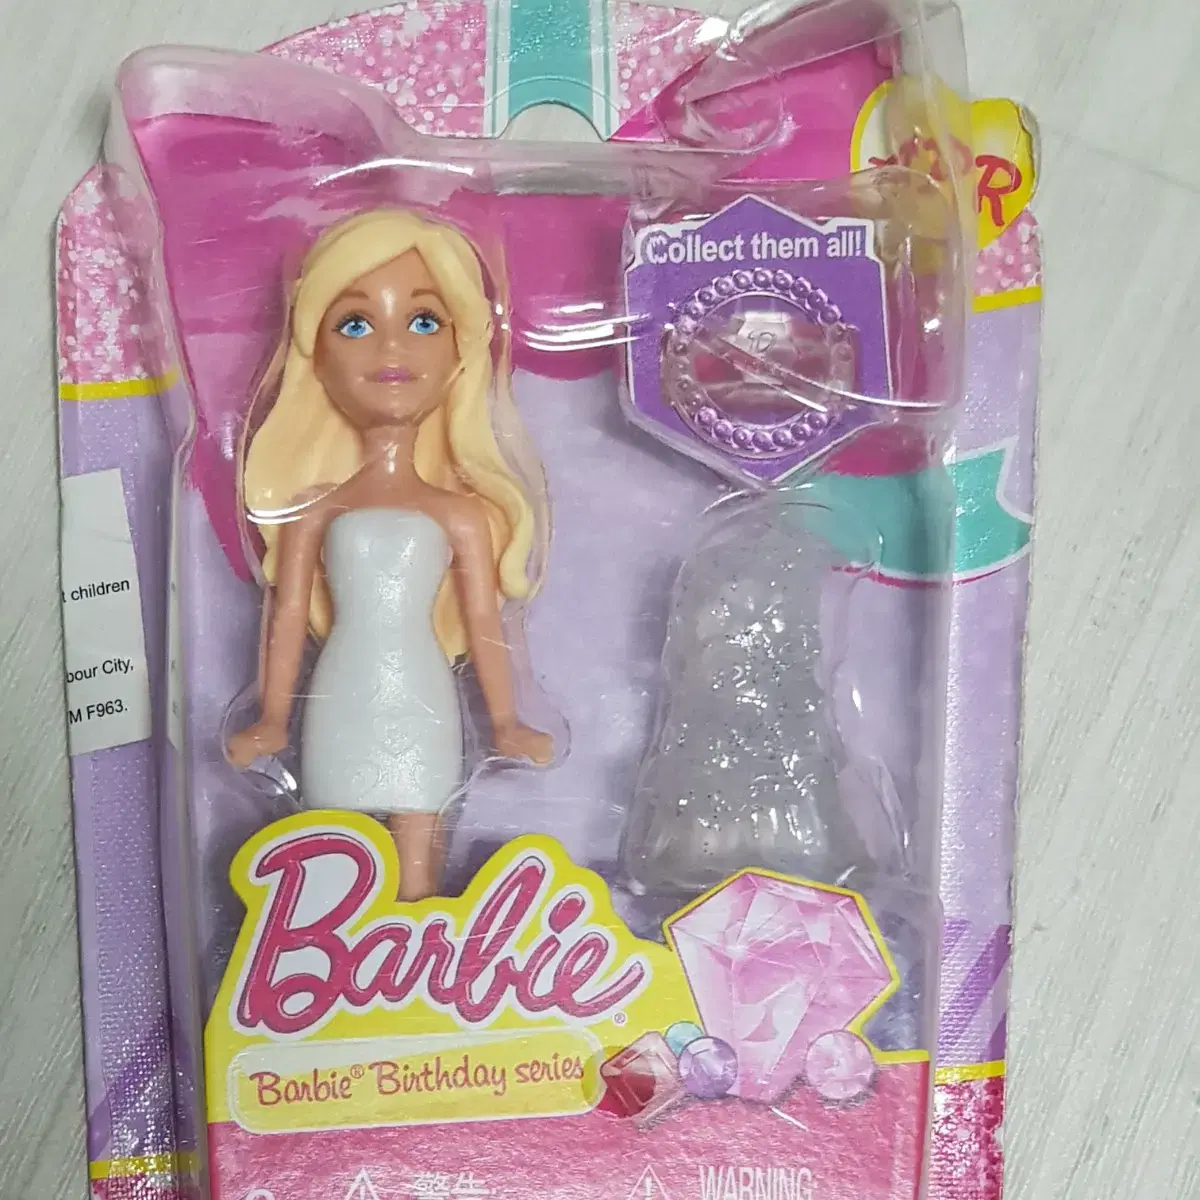 Collect them all!
t children
bour City,
M F963.
Barbie®
Barbie® Birthday series
WARNING: